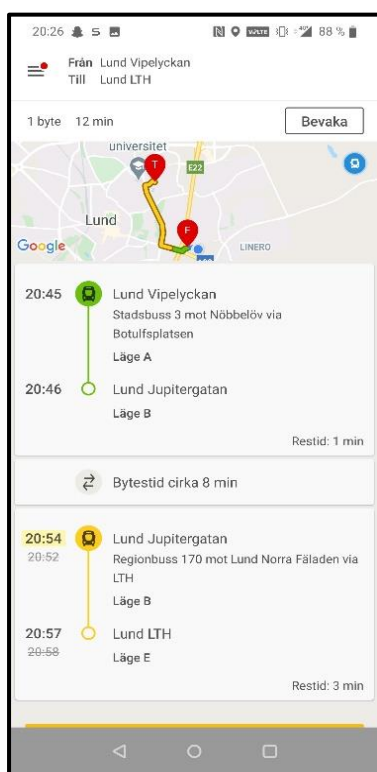 20:26 S 88 %
Från Lund Vipelyckan
Till Lund LTH
1 byte 12 min Bevaka
universitet
T
E22
Lund
F
LINERO
Google
20:45 Lund Vipelyckan
Stadsbuss 3 mot Nöbbelöv via
Botulfsplatsen
Läge A
20:46 Lund Jupitergatan
Läge B
Restid: 1 min
Bytestid cirka 8 min
20:54 Lund Jupitergatan
20:52 Regionbuss 170 mot Lund Norra Fäladen via
LTH
Läge B
20:57 Lund LTH
20:58 Läge E
Restid: 3 min